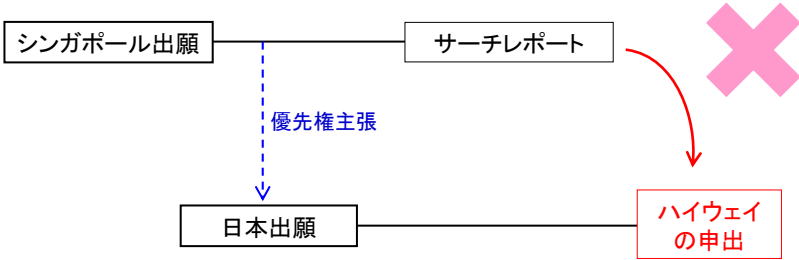 シンガポール出願
サーチレポート
優先権主張
日本出願
ハイウェイ
の申出